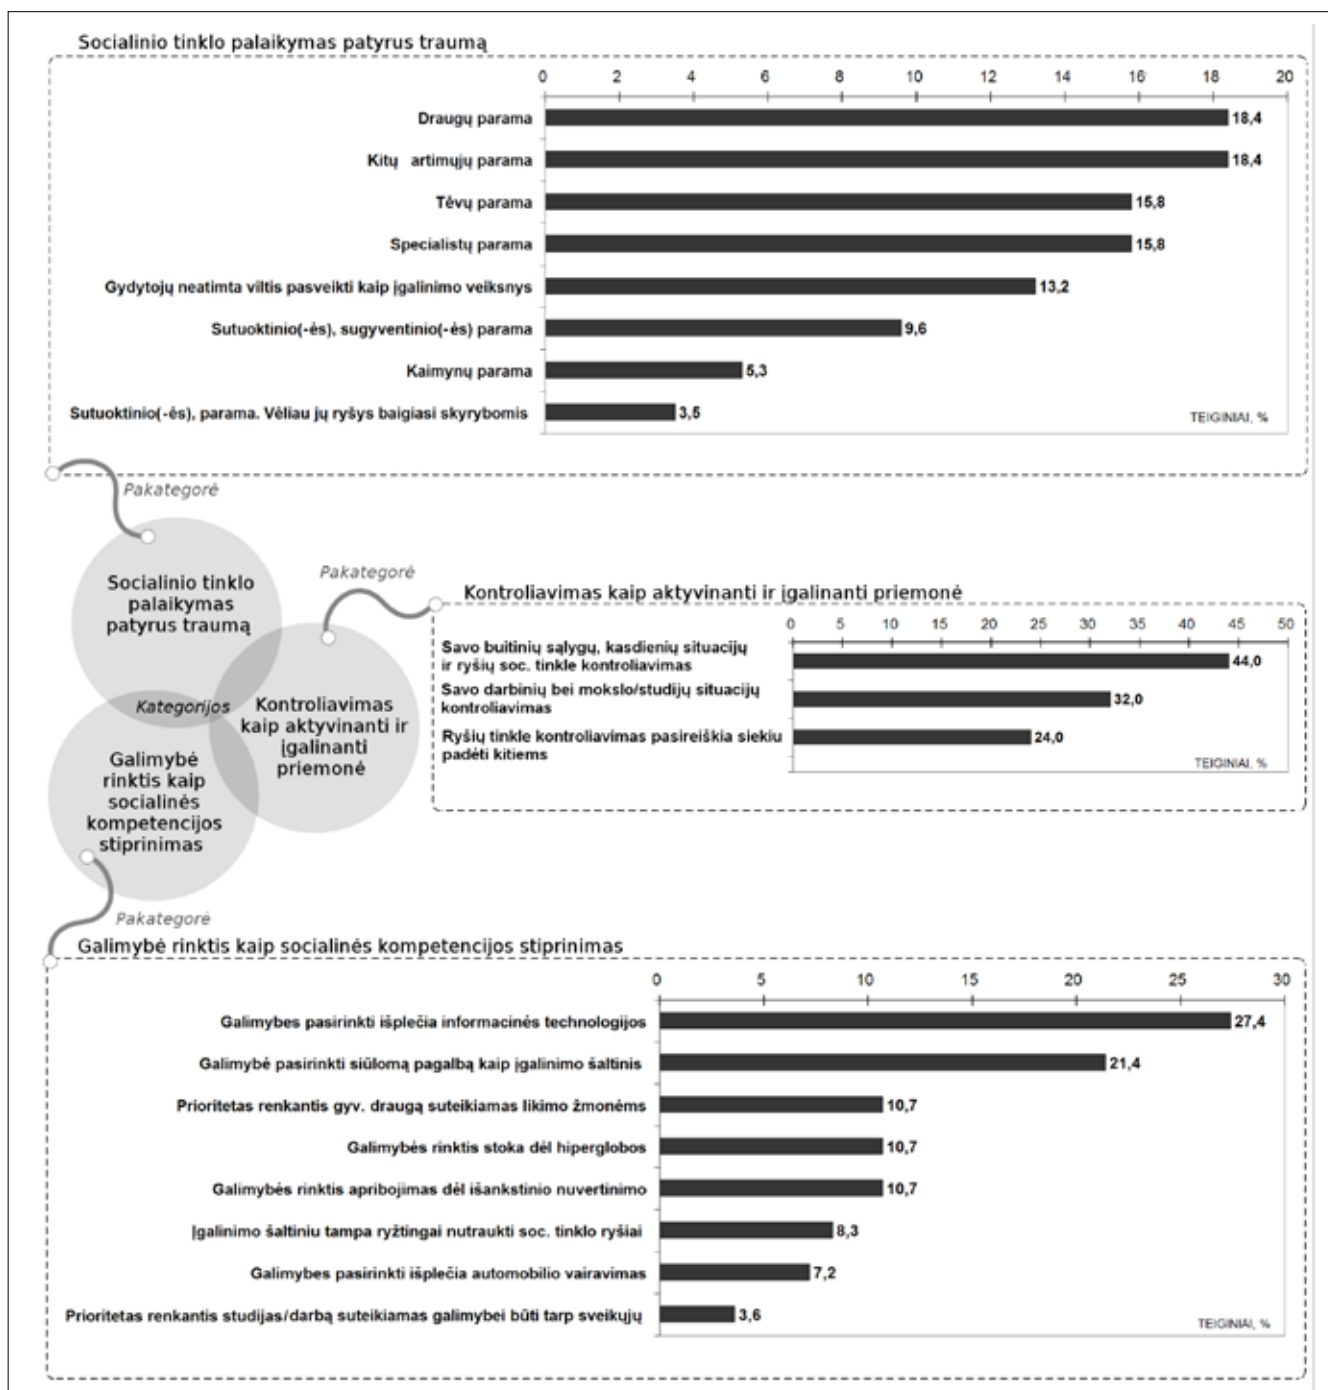 Socialinio tinklo palaikymas patyrus traumą
0 2 4 6 8 10 12 14 16 18 20
Draugų parama 18,4
Kitų artimųjų parama 18,4
Tėvų parama 15,8
Specialistų parama 15,8
Gydytojų neatimta viltis pasveikti kaip įgalinimo veiksnys 13,2
Sutuoktinio(-ės), sugyventinio(-ės) parama 9,6
Kaimynų parama 5,3
Sutuoktinio(-ės), parama. Vėliau jų ryšys baigiasi skyrybomis 3,5
TEIGINIAI, %
Pakategorė
Socialinio tinklo
palaikymas
patyrus traumą
Pakategorė
Kontroliavimas kaip aktyvinanti ir įgalinanti priemonė
0 5 10 15 20 25 30 35 40 45 50
Savo buitinių sąlygų, kasdienių situacijų
ir ryšių soc. tinkle kontroliavimas 44,0
Savo darbinių bei mokslo/studijų situacijų
kontroliavimas 32,0
Ryšių tinkle kontroliavimas pasireiškia siekiu
padėti kitiems 24,0
TEIGINIAI, %
Kategorijos
Kontroliavimas
kaip aktyvinanti ir
įgalinanti
priemonė
Galimybė
rinktis kaip
socialinės
kompetencijos
stiprinimas
Pakategorė
Galimybė rinktis kaip socialinės kompetencijos stiprinimas
0 5 10 15 20 25 30
Galimybes pasirinkti išplečia informacinės technologijos 27,4
Galimybė pasirinkti siūlomą pagalbą kaip įgalinimo šaltinis 21,4
Prioritetas renkantis gyv. draugą suteikiamas likimo žmonėms 10,7
Galimybės rinktis stoka dėl hiperglobos 10,7
Galimybės rinktis apribojimas dėl išankstinio nuvertinimo 10,7
Įgalinimo šaltiniu tampa ryžtingai nutraukti soc. tinklo ryšiai 8,3
Galimybes pasirinkti išplečia automobilio vairavimas 7,2
Prioritetas renkantis studijas/darbą suteikiamas galimybei būti tarp sveikųjų 3,6
TEIGINIAI, %